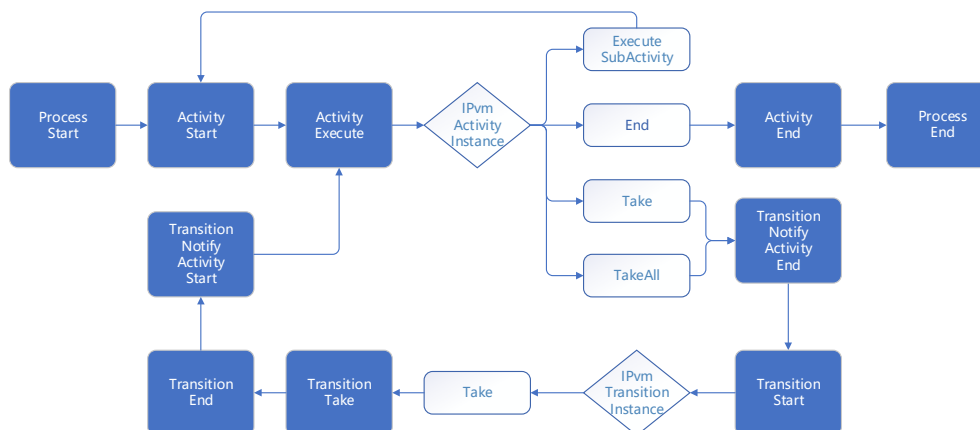 Execute
SubActivity
Process
Start
Activity
Start
Activity
Execute
IPvm
Activity
Instance
End
Activity
End
Process
End
Transition
Notify
Activity
Start
Take
TakeAll
Transition
Notify
Activity
End
Transition
End
Transition
Take
Take
IPvm
Transition
Instance
Transition
Start